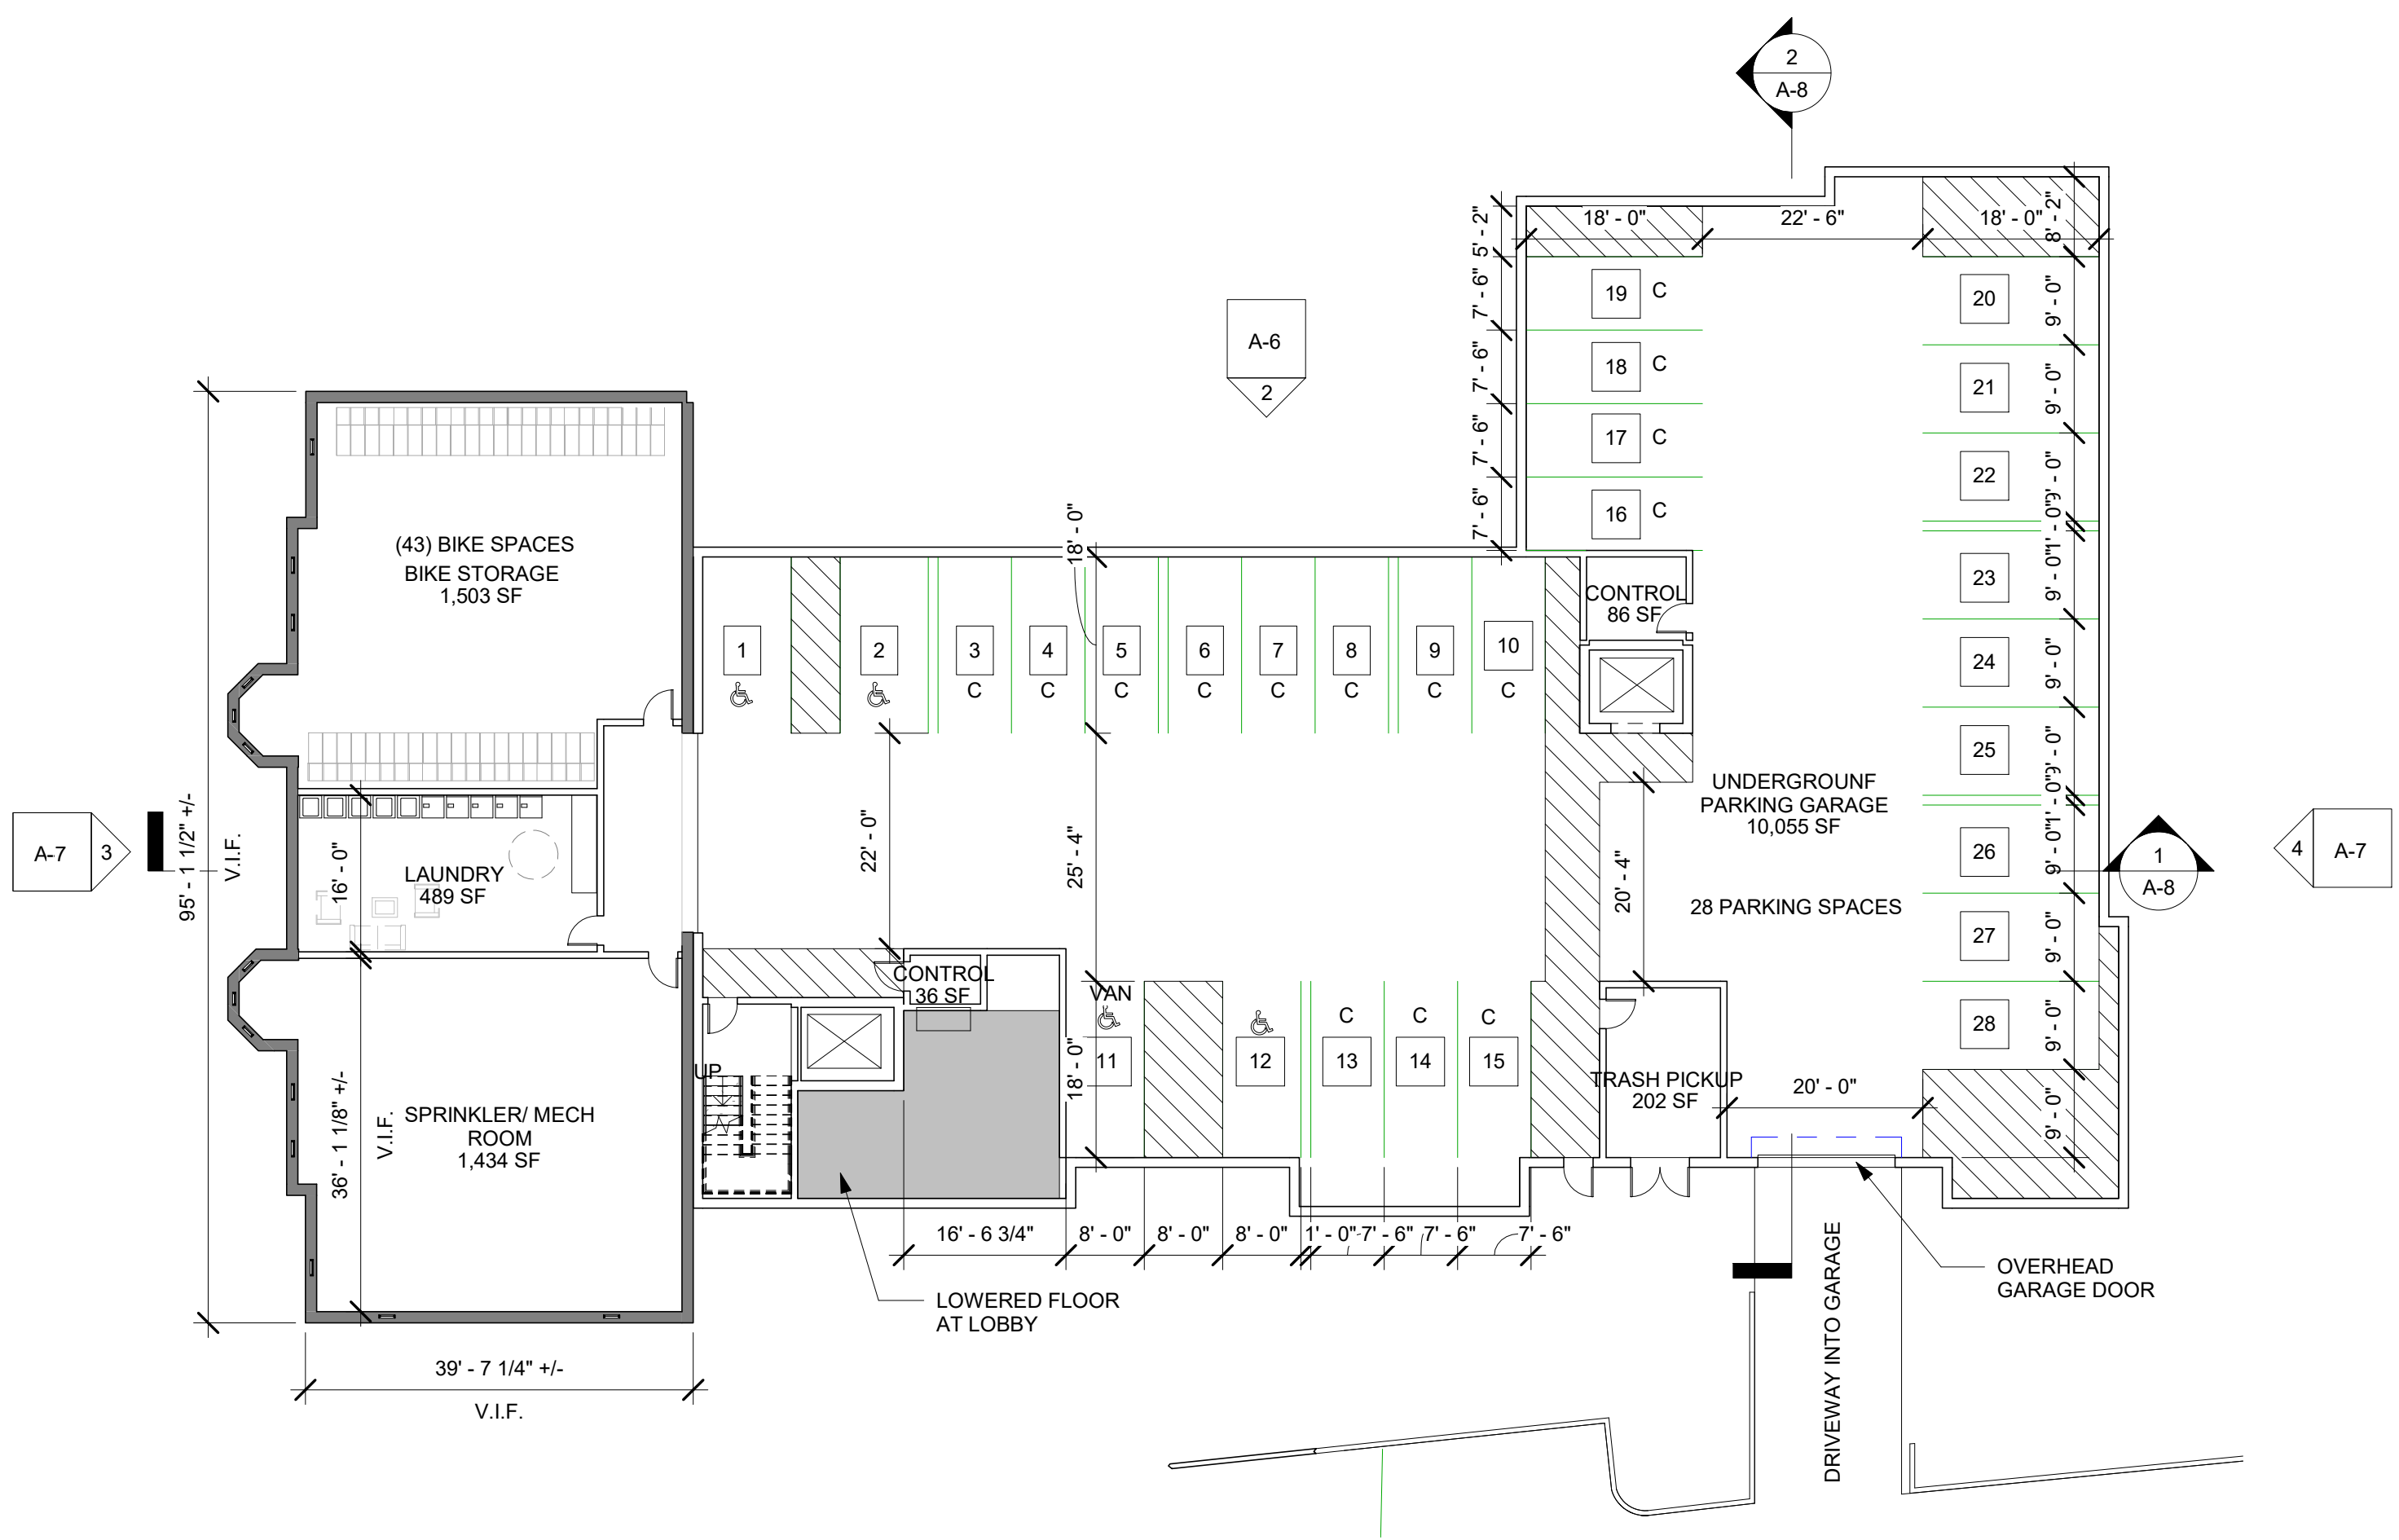 2
A-8
18' - 0"
22' - 6"
18' - 0"
8' - 2"
5' - 2"
7' - 6"
7' - 6"
7' - 6"
7' - 6"
19 C
18 C
17 C
16 C
20
21
22
23
24
25
26
27
28
9' - 0"
9' - 0"
9' - 0"
1' - 0"
9' - 0"
9' - 0"
9' - 0"
1' - 0"
9' - 0"
9' - 0"
9' - 0"
9' - 0"
A-6
2
(43) BIKE SPACES
BIKE STORAGE
1,503 SF
18' - 0"
CONTROL
86 SF
1
2
3
4
5
6
7
8
9
10
C
C
C
C
C
C
C
C
UNDERGROUNF
PARKING GARAGE
10,055 SF
28 PARKING SPACES
A-7
3
95' - 1 1/2" +/-
V.I.F.
16' - 0"
LAUNDRY
489 SF
22' - 0"
25' - 4"
20' - 4"
1
A-8
4
A-7
CONTROL
36 SF
VAN
C
C
C
11
12
13
14
15
18' - 0"
UP
36' - 1 1/8" +/-
V.I.F.
SPRINKLER/ MECH
ROOM
1,434 SF
TRASH PICKUP
202 SF
20' - 0"
16' - 6 3/4"
8' - 0"
8' - 0"
8' - 0"
1' - 0"
7' - 6"
7' - 6"
7' - 6"
LOWERED FLOOR
AT LOBBY
OVERHEAD
GARAGE DOOR
DRIVEWAY INTO GARAGE
39' - 7 1/4" +/-
V.I.F.